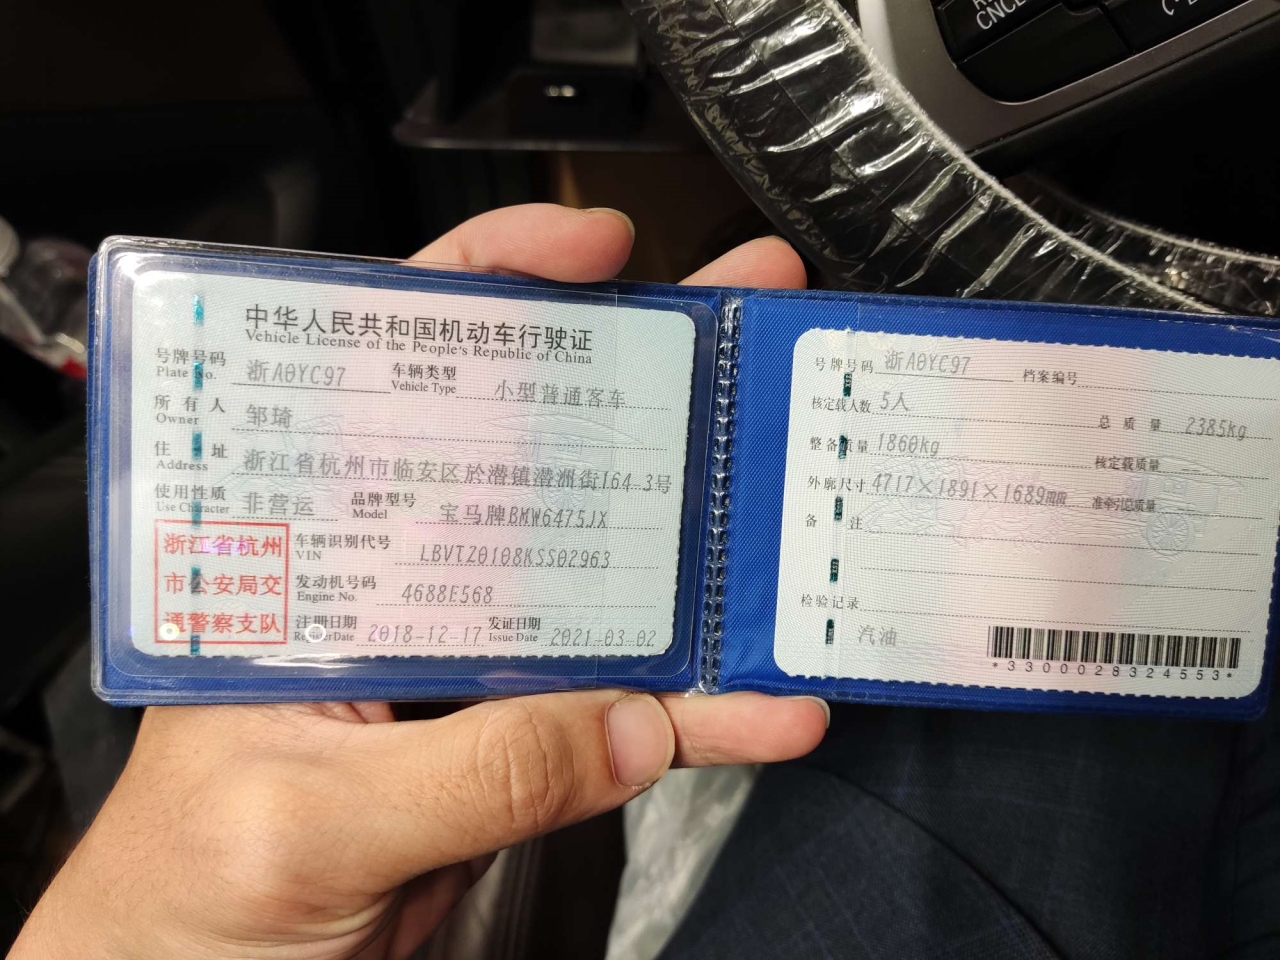 CNCL
中华人民共和国机动车行驶证
Vehicle License of the People's Republic of China
号牌号码 浙A0YC97 车辆类型 小型普通客车
Plate No. Vehicle Type
所有人 邹琦
Owner
住址 浙江省杭州市临安区於潜镇潜洲街164-3号
Address
使用性质 非营运 品牌型号 宝马牌BMW6475JX
Use Character Model
浙江省杭州
市公安局交
通警察支队
车辆识别代号 LBVTZ0108KSS02963
VIN
发动机号码 4688E568
Engine No.
注册日期 2018-12-17 发证日期 2021-03-02
Register Date Issue Date
号牌号码 浙A0YC97 档案编号
核定载人数 5人 总质量 2385kg
整备质量 1860kg 核定载质量 --
外廓尺寸 4717×1891×1689mm 准牵引总质量 --
备注
检验记录
汽油
*3300028324553*